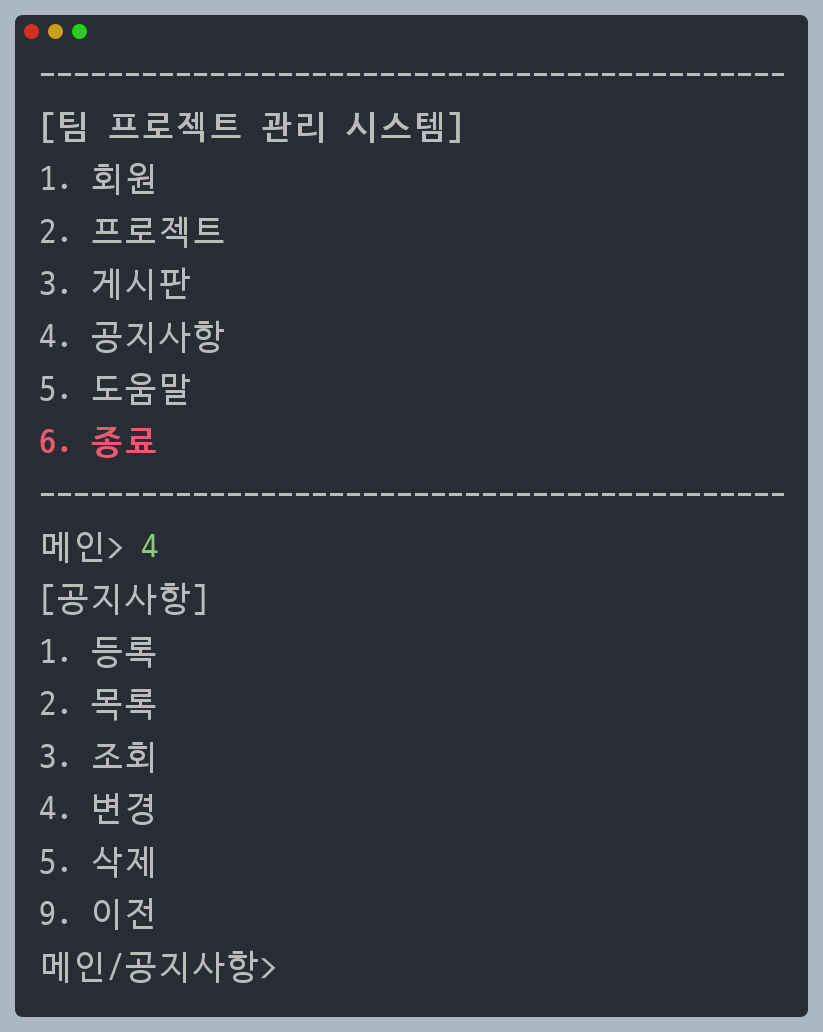 --------------------------------------------
[팀 프로젝트 관리 시스템]
1. 회원
2. 프로젝트
3. 게시판
4. 공지사항
5. 도움말
6. 종료
--------------------------------------------
메인> 4
[공지사항]
1. 등록
2. 목록
3. 조회
4. 변경
5. 삭제
9. 이전
메인/공지사항>